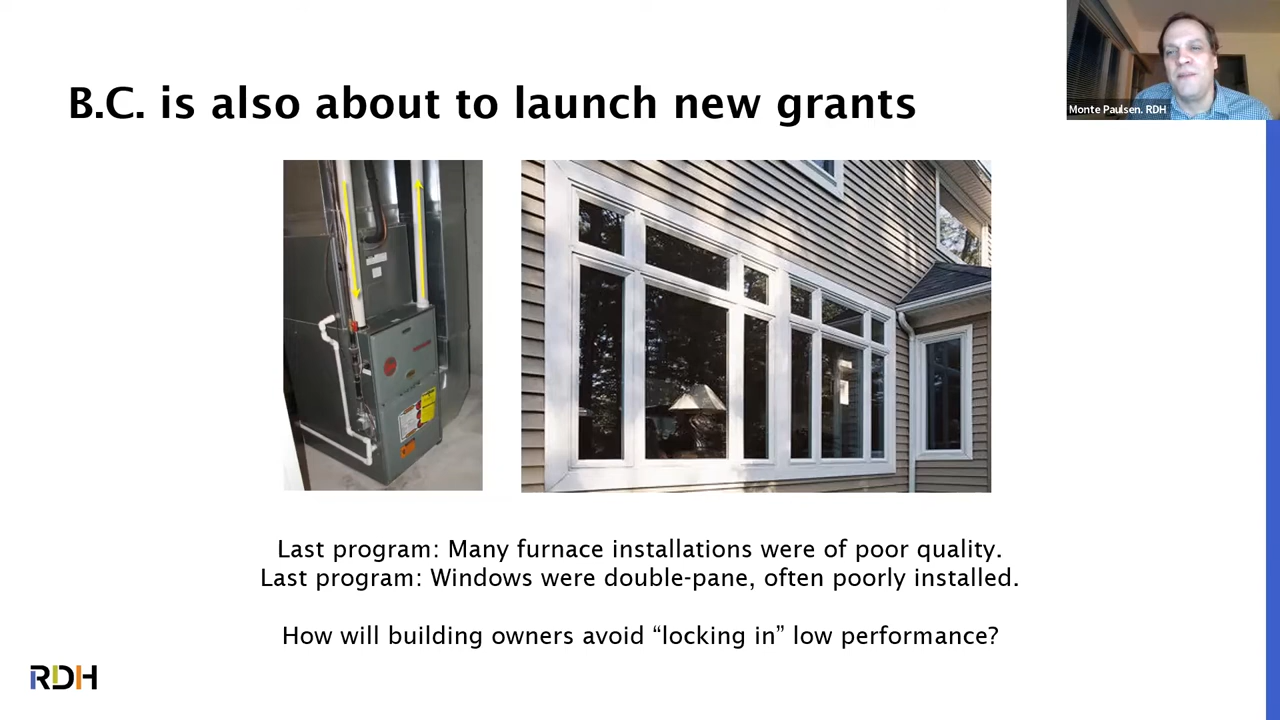 B.C. is also about to launch new grants
Monte Paulsen. RDH
Last program: Many furnace installations were of poor quality.
Last program: Windows were double-pane, often poorly installed.
How will building owners avoid “locking in” low performance?
RDH